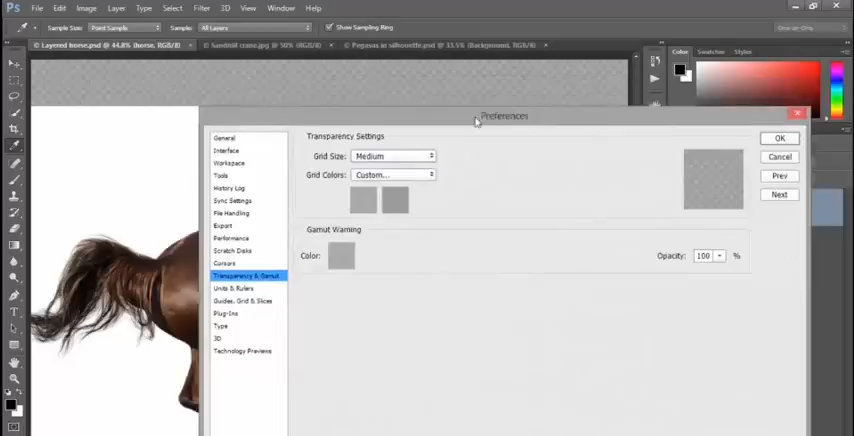 Ps File Edit Image Layer Type Select Filter 3D View Window Help
Sample Size: Point Sample Sample: All Layers Show Sampling Ring
Layered horse.psd @ 44.8% (horse, RGB/8) × Sandhill crane.jpg @ 50% (RGB/8) × Pegasus in silhouette.psd @ 33.5% (Background, RGB/8) ×
Color Swatches Styles
Preferences
General
Interface
Workspace
Tools
History Log
Sync Settings
File Handling
Export
Performance
Scratch Disks
Cursors
Transparency & Gamut
Units & Rulers
Guides, Grid & Slices
Plug-Ins
Type
3D
Technology Previews
Transparency Settings
Grid Size: Medium
Grid Colors: Custom...
Gamut Warning
Color:
Opacity: 100 %
OK
Cancel
Prev
Next